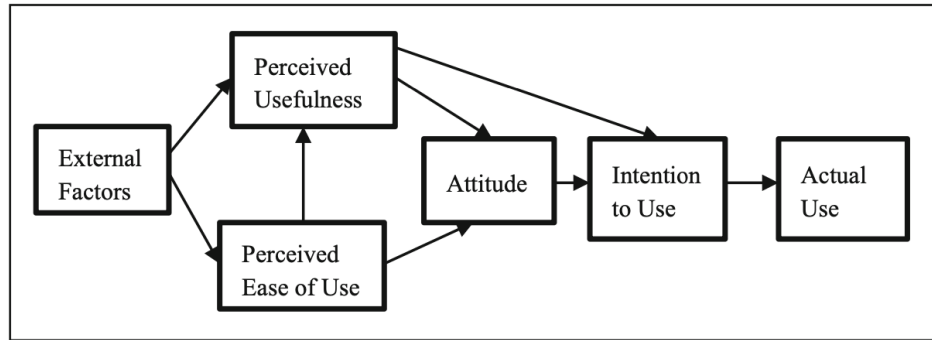 Perceived
Usefulness
External
Factors
Attitude
Intention
to Use
Actual
Use
Perceived
Ease of Use